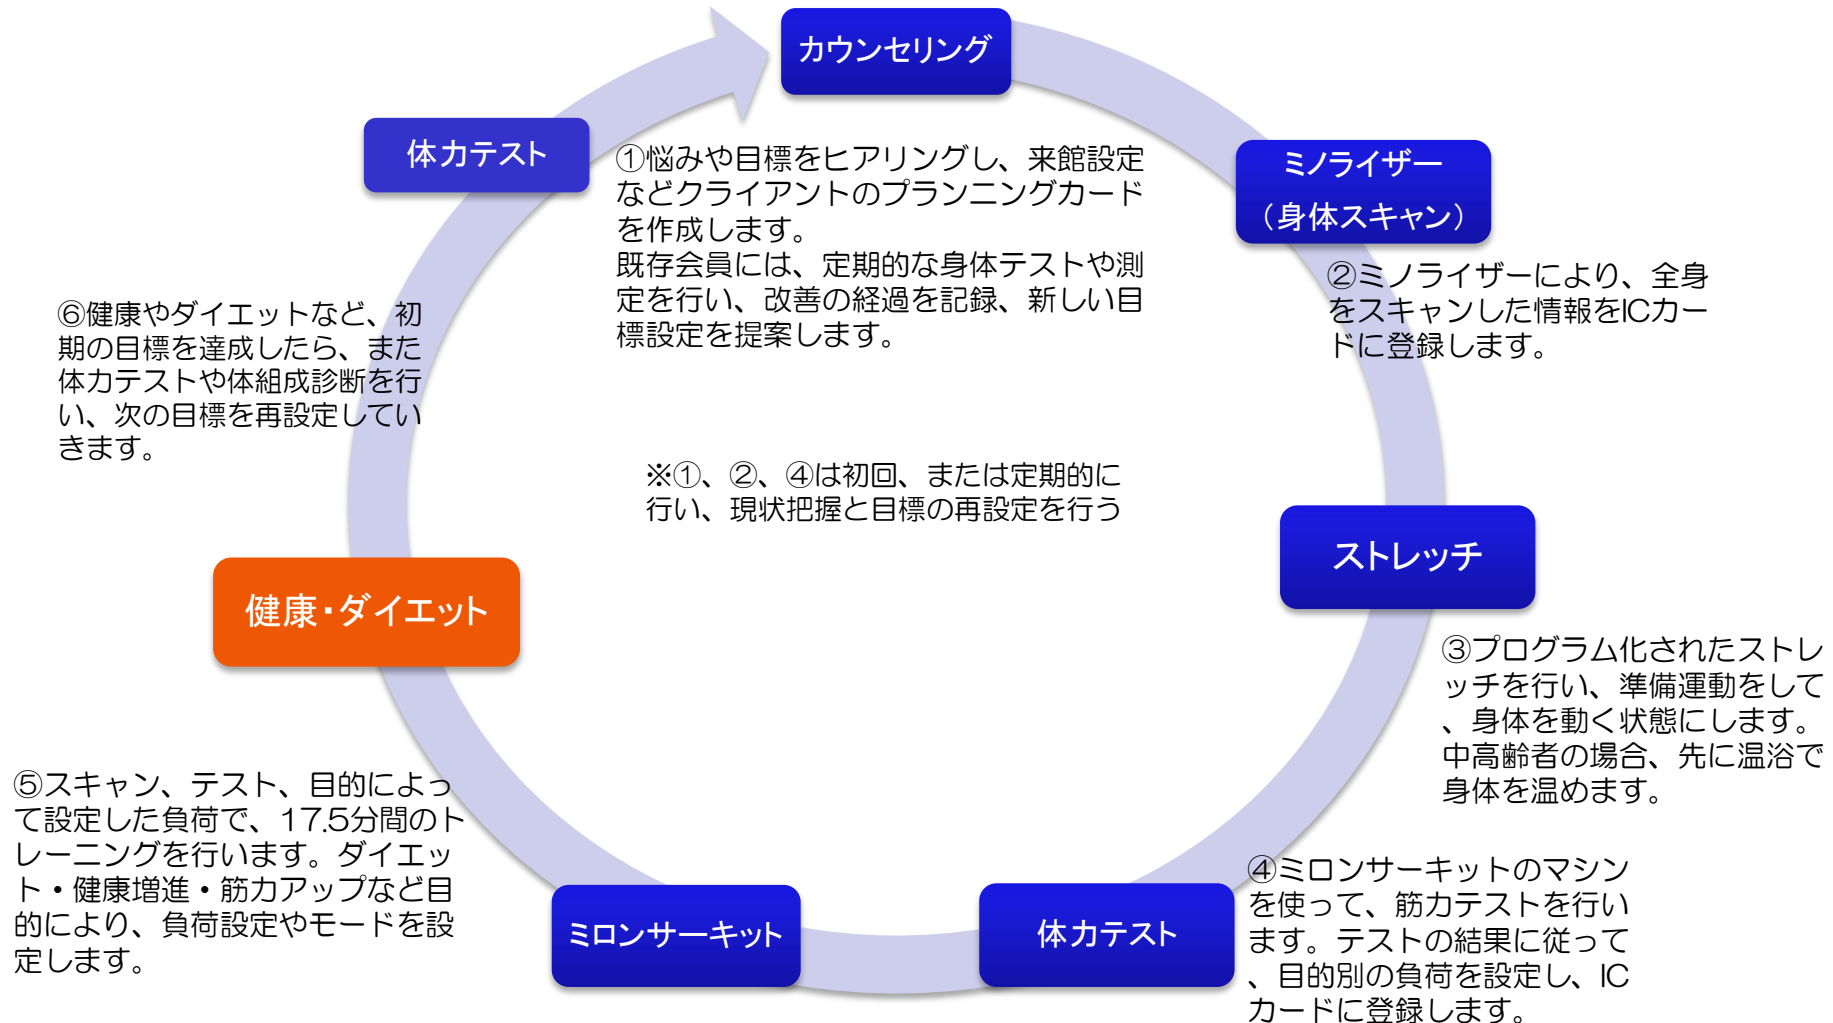 カウンセリング
①悩みや目標をヒアリングし、来館設定
などクライアントのプランニングカード
を作成します。
既存会員には、定期的な身体テストや測
定を行い、改善の経過を記録、新しい目
標設定を提案します。
ミノライザー
(身体スキャン)
②ミノライザーにより、全身
をスキャンした情報をICカー
ドに登録します。
ストレッチ
③プログラム化されたストレ
ッチを行い、準備運動をして
、身体を動く状態にします。
中高齢者の場合、先に温浴で
身体を温めます。
体力テスト
④ミロンサーキットのマシン
を使って、筋力テストを行い
ます。テストの結果に従って
、目的別の負荷を設定し、IC
カードに登録します。
ミロンサーキット
⑤スキャン、テスト、目的によっ
て設定した負荷で、17.5分間のト
レーニングを行います。ダイエッ
ト・健康増進・筋力アップなど目
的により、負荷設定やモードを設
定します。
健康・ダイエット
⑥健康やダイエットなど、初
期の目標を達成したら、また
体力テストや体組成診断を行
い、次の目標を再設定してい
きます。
体力テスト
※①、②、④は初回、または定期的に
行い、現状把握と目標の再設定を行う